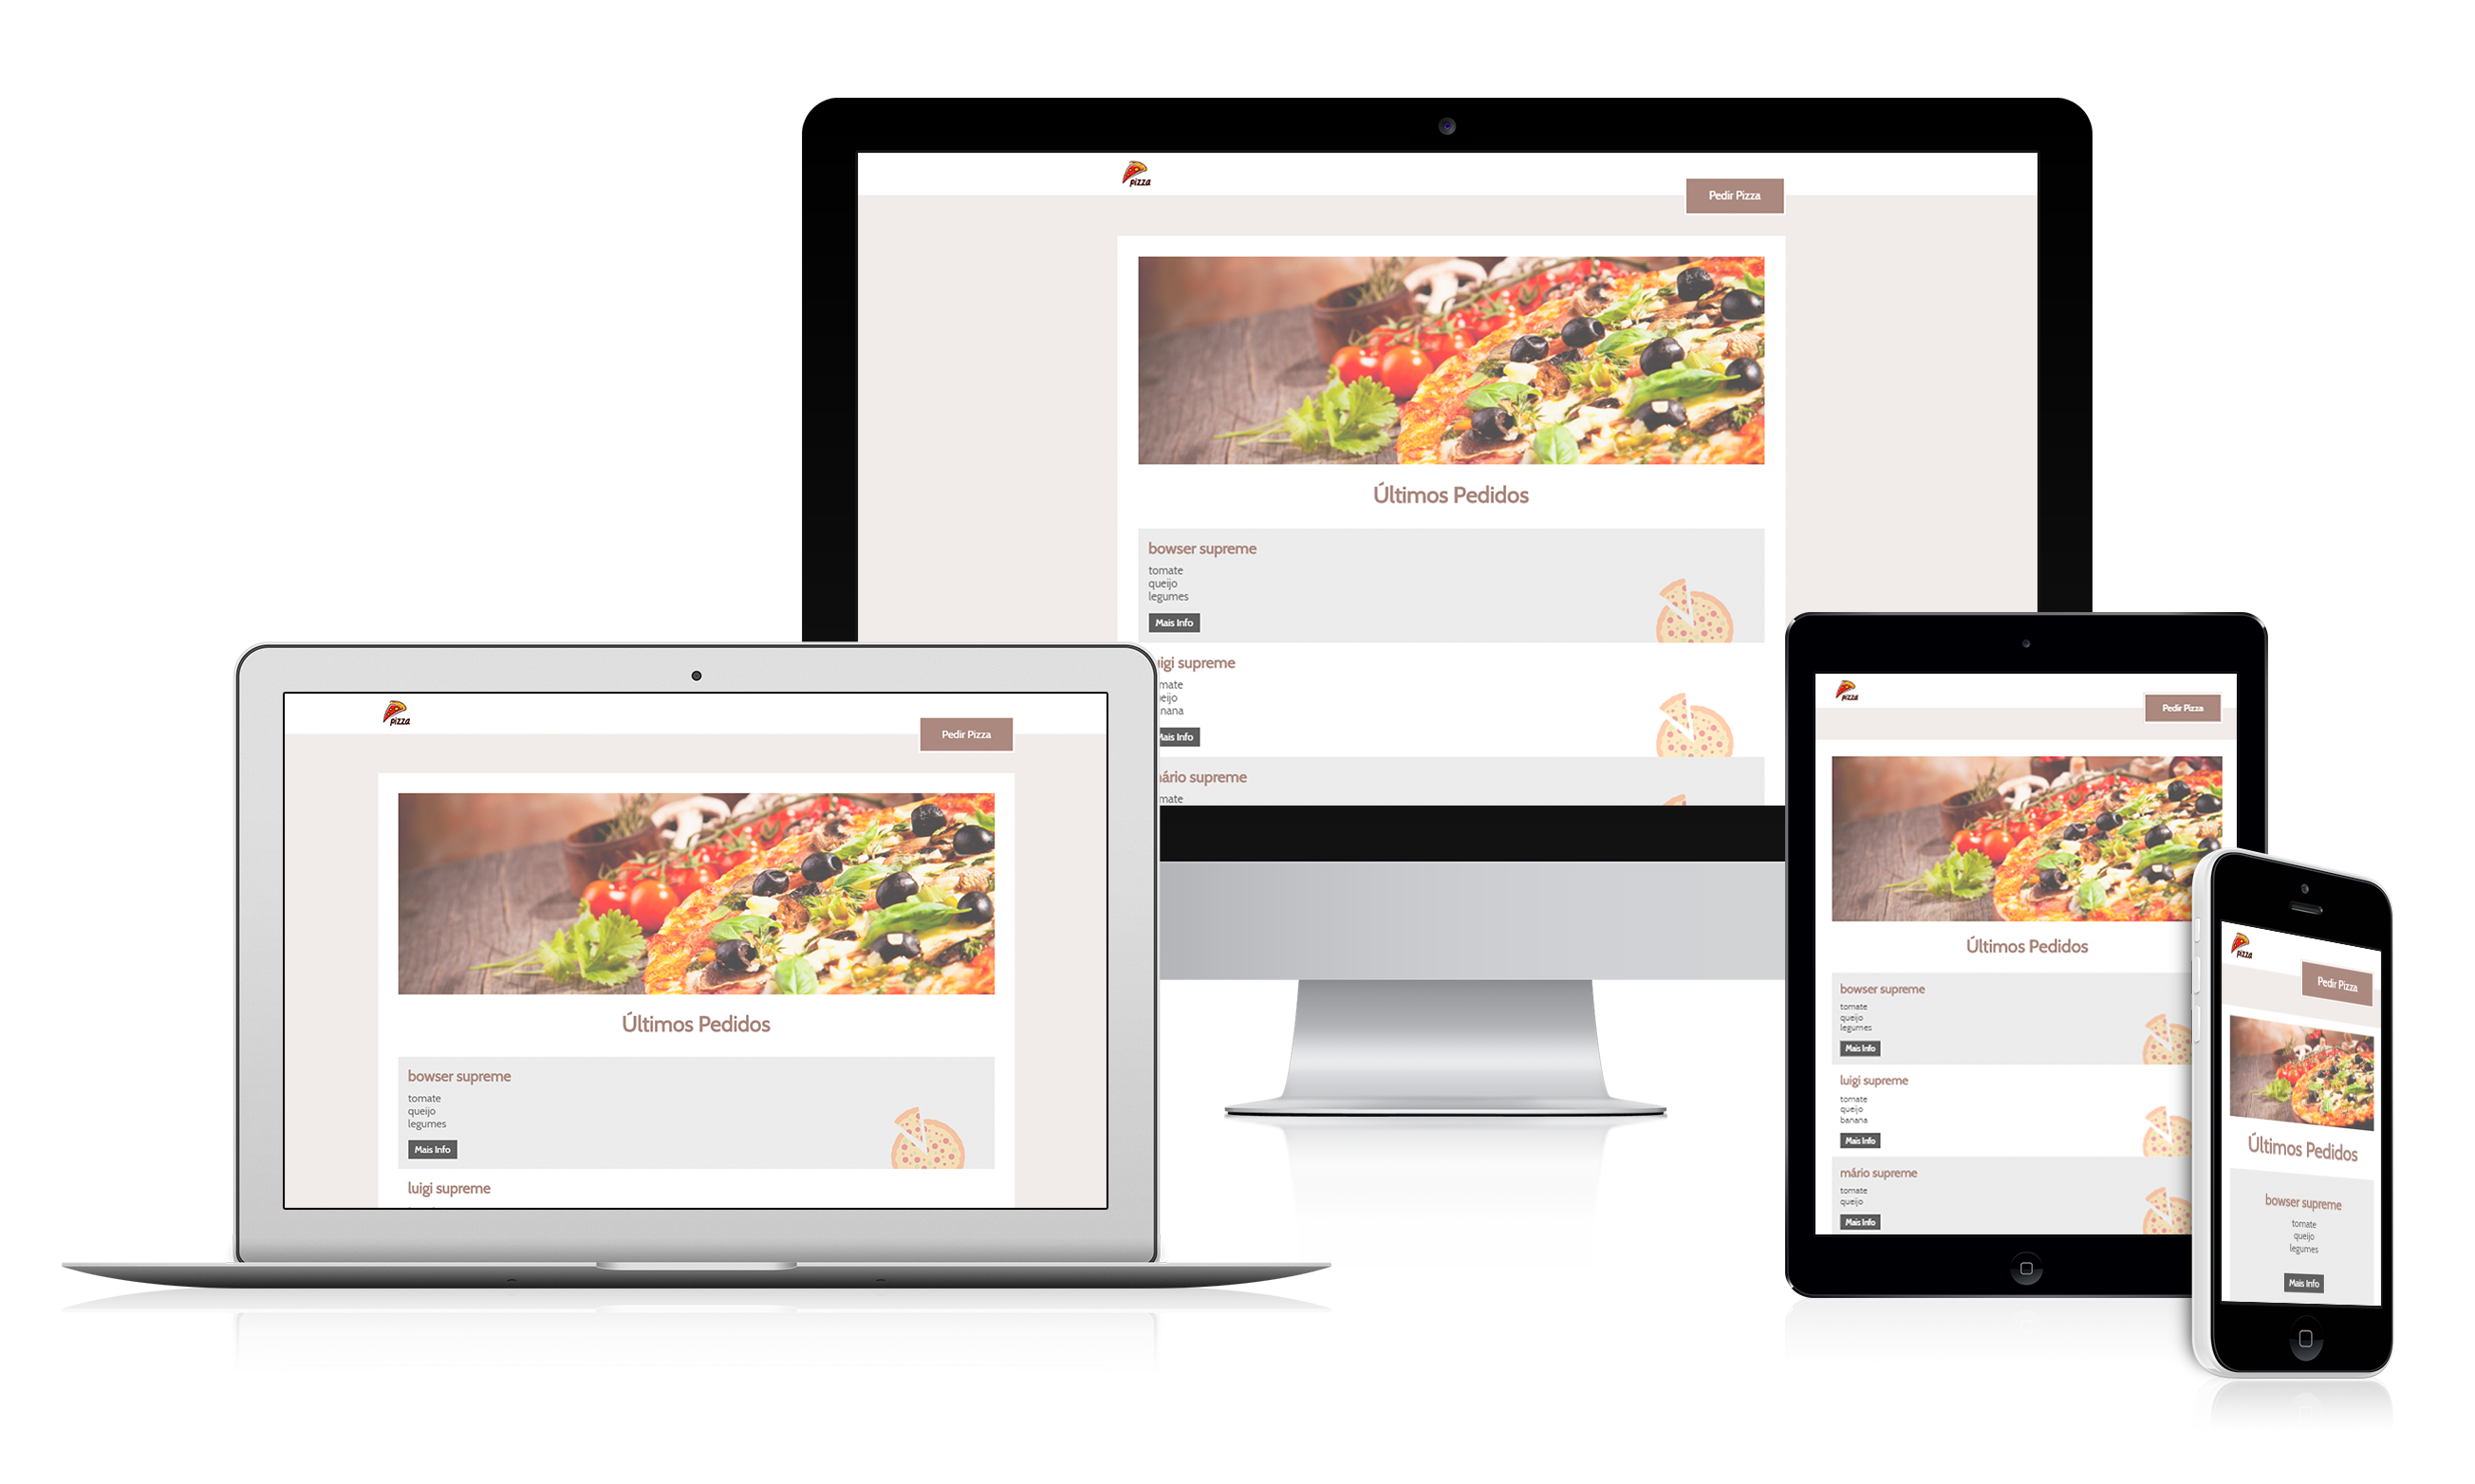 pizza
Pedir Pizza
Últimos Pedidos
bowser supreme
tomate
queijo
legumes
Mais Info
igi supreme
mate
eijo
nana
Mais Info
ário supreme
mate
pizza
Pedir Pizza
Últimos Pedidos
bowser supreme
tomate
queijo
legumes
Mais Info
luigi supreme
pizza
Pedir Pizza
Últimos Pedidos
bowser supreme
tomate
queijo
legumes
Mais Info
luigi supreme
tomate
queijo
banana
Mais Info
mário supreme
tomate
queijo
Mais Info
pizza
Pedir Pizza
Últimos Pedidos
bowser supreme
tomate
queijo
legumes
Mais Info